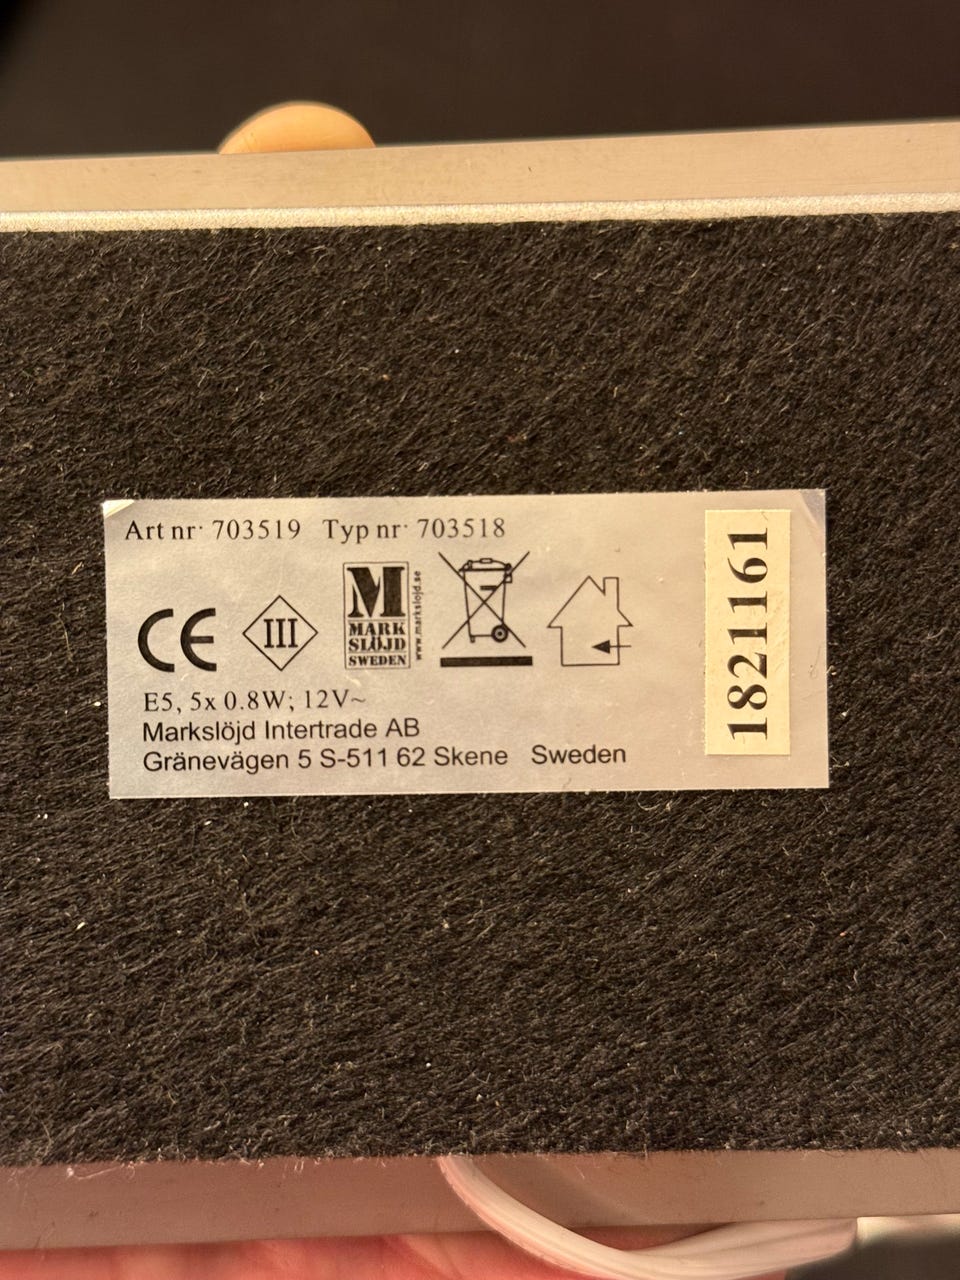 Art nr· 703519 Typ nr· 703518
CE
III
M
MARK
SLÖJD
SWEDEN
www.markslojd.se
E5, 5x 0.8W; 12V~
Markslöjd Intertrade AB
Gränevägen 5 S-511 62 Skene Sweden
1821161